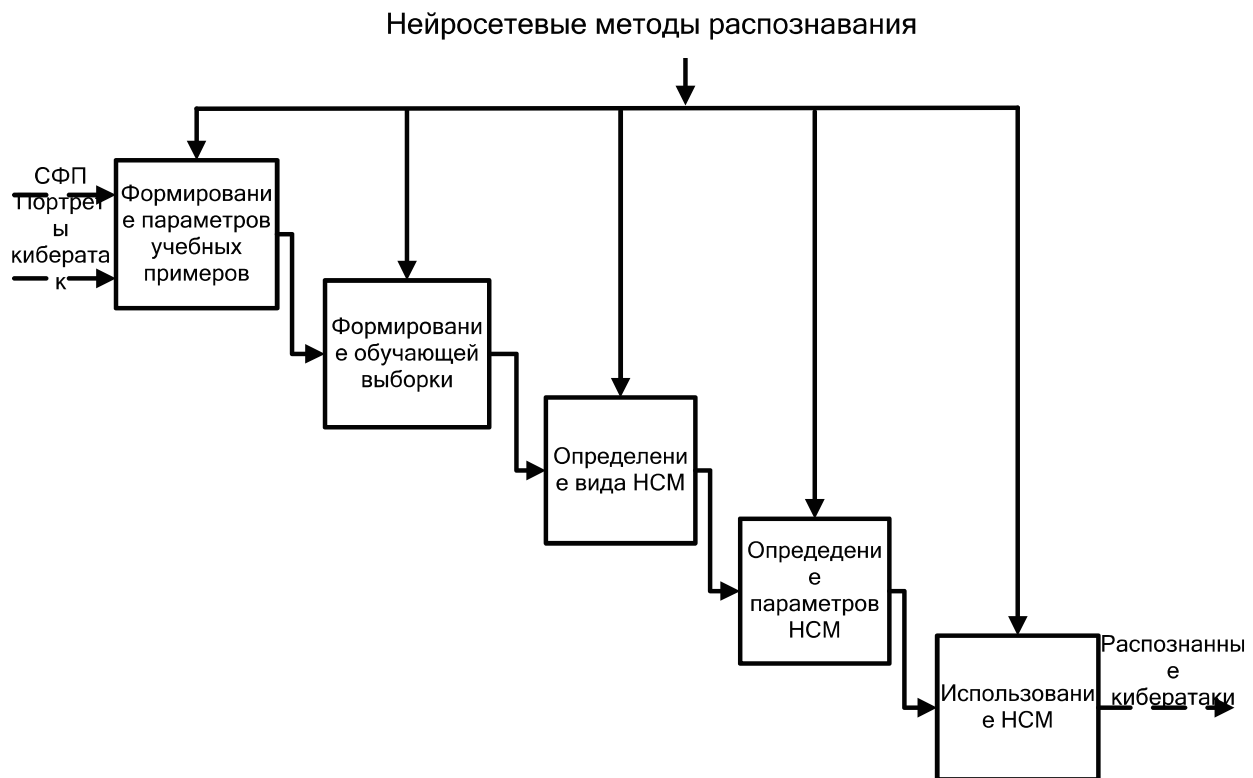 Нейросетевые методы распознавания
СФП
Портрет
ы
киберата
к
Формировани
е параметров
учебных
примеров
Формировани
е обучающей
выборки
Определени
е вида НСМ
Опредедени
е
параметров
НСМ
Использовани
е НСМ
Распознанны
е
кибератаки